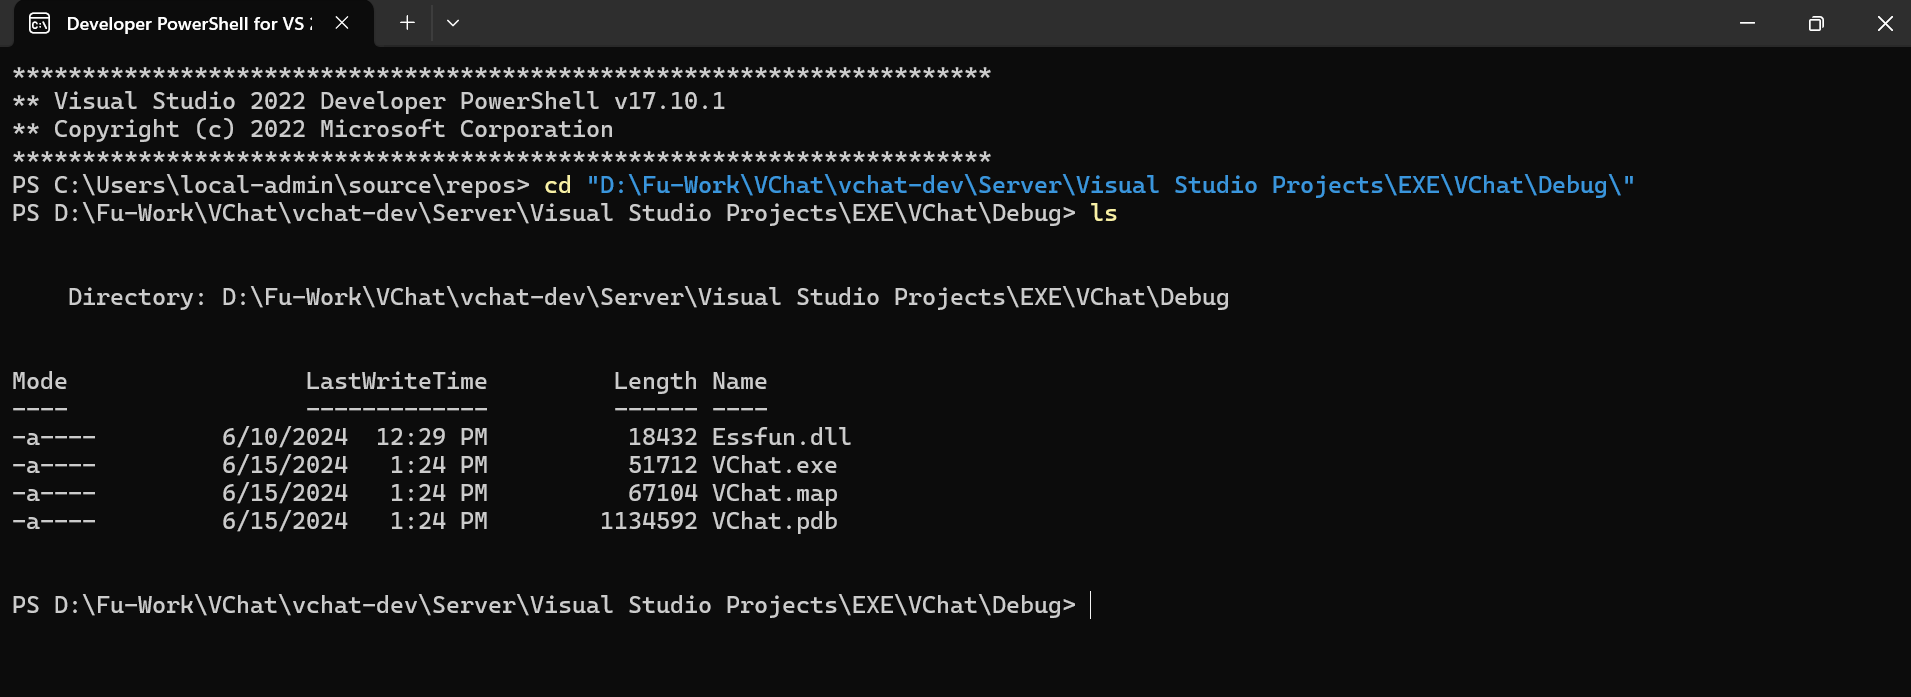 Developer PowerShell for VS
**********************************************************************
** Visual Studio 2022 Developer PowerShell v17.10.1
** Copyright (c) 2022 Microsoft Corporation
**********************************************************************
PS C:\Users\local-admin\source\repos> cd "D:\Fu-Work\VChat\vchat-dev\Server\Visual Studio Projects\EXE\VChat\Debug\"
PS D:\Fu-Work\VChat\vchat-dev\Server\Visual Studio Projects\EXE\VChat\Debug> ls
    Directory: D:\Fu-Work\VChat\vchat-dev\Server\Visual Studio Projects\EXE\VChat\Debug
Mode                 LastWriteTime         Length Name
----                 -------------         ------ ----
-a----         6/10/2024  12:29 PM          18432 Essfun.dll
-a----         6/15/2024   1:24 PM          51712 VChat.exe
-a----         6/15/2024   1:24 PM          67104 VChat.map
-a----         6/15/2024   1:24 PM        1134592 VChat.pdb
PS D:\Fu-Work\VChat\vchat-dev\Server\Visual Studio Projects\EXE\VChat\Debug>